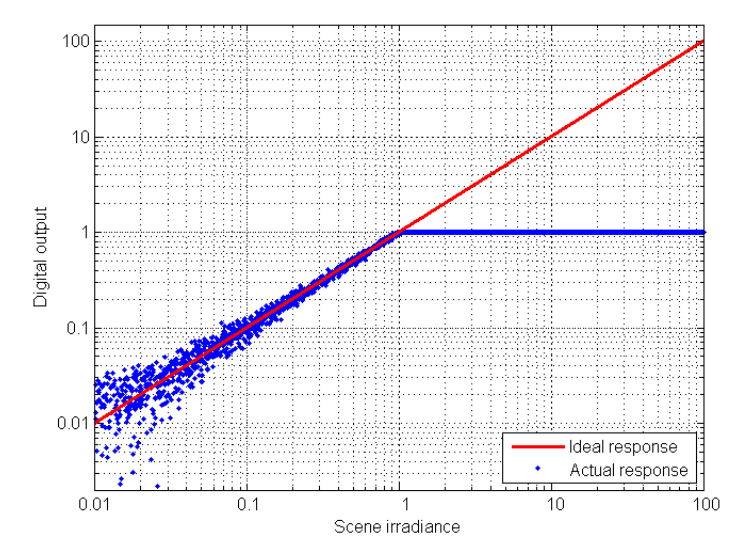 100
10
1
0.1
0.01
Digital output
Ideal response
Actual response
0.01
0.1
1
10
100
Scene irradiance